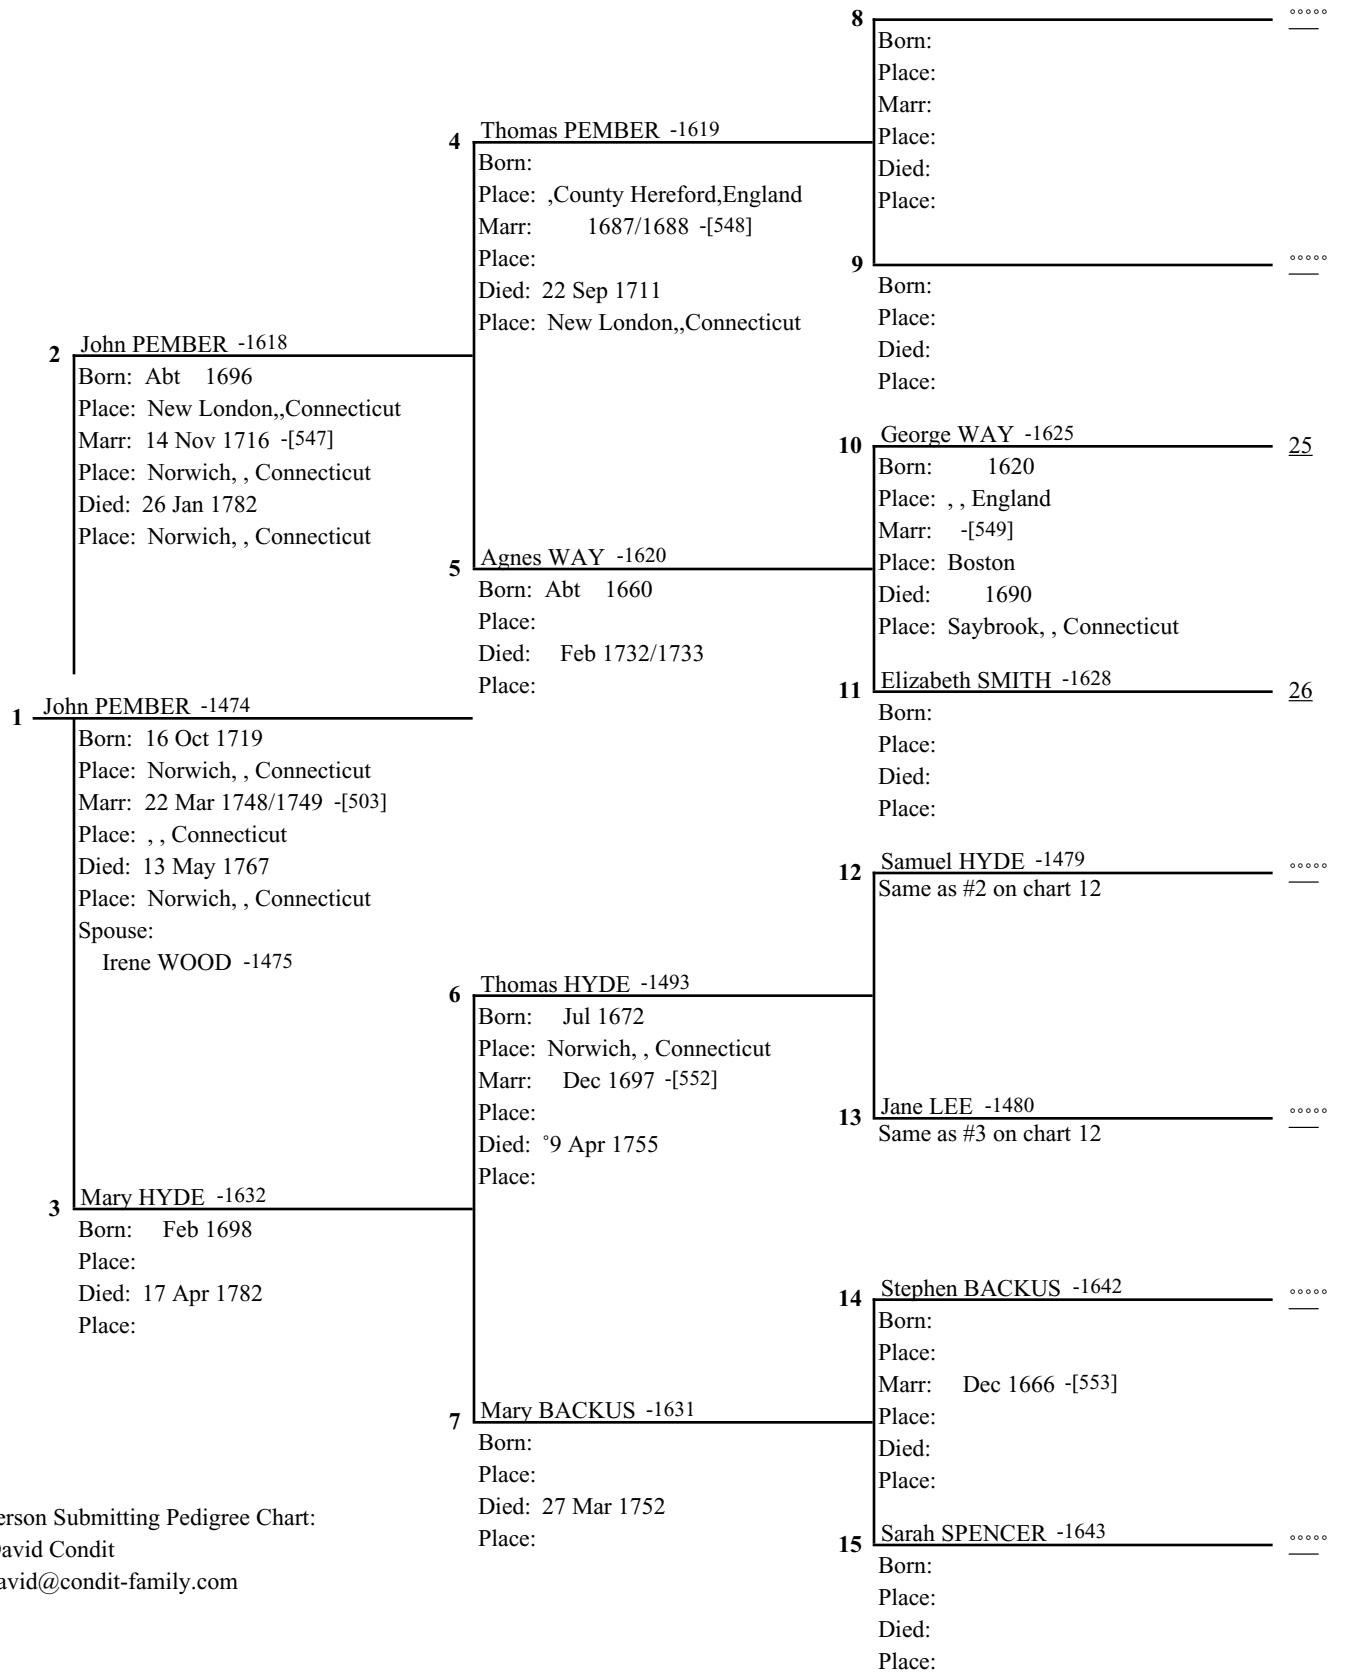 8
°°°°°
Born:
Place:
Marr:
Place:
Died:
Place:
4 Thomas PEMBER -1619
Born:
Place: ,County Hereford,England
Marr: 1687/1688 -[548]
Place:
Died: 22 Sep 1711
Place: New London,,Connecticut
9
°°°°°
Born:
Place:
Died:
Place:
2 John PEMBER -1618
Born: Abt 1696
Place: New London,,Connecticut
Marr: 14 Nov 1716 -[547]
Place: Norwich, , Connecticut
Died: 26 Jan 1782
Place: Norwich, , Connecticut
10 George WAY -1625 25
Born: 1620
Place: , , England
Marr: -[549]
Place: Boston
Died: 1690
Place: Saybrook, , Connecticut
5 Agnes WAY -1620
Born: Abt 1660
Place:
Died: Feb 1732/1733
Place:
11 Elizabeth SMITH -1628 26
Born:
Place:
Died:
Place:
1 John PEMBER -1474
Born: 16 Oct 1719
Place: Norwich, , Connecticut
Marr: 22 Mar 1748/1749 -[503]
Place: , , Connecticut
Died: 13 May 1767
Place: Norwich, , Connecticut
Spouse:
Irene WOOD -1475
12 Samuel HYDE -1479 °°°°°
Same as #2 on chart 12
6 Thomas HYDE -1493
Born: Jul 1672
Place: Norwich, , Connecticut
Marr: Dec 1697 -[552]
Place:
Died: °9 Apr 1755
Place:
13 Jane LEE -1480 °°°°°
Same as #3 on chart 12
3 Mary HYDE -1632
Born: Feb 1698
Place:
Died: 17 Apr 1782
Place:
14 Stephen BACKUS -1642 °°°°°
Born:
Place:
Marr: Dec 1666 -[553]
Place:
Died:
Place:
7 Mary BACKUS -1631
Born:
Place:
Died: 27 Mar 1752
Place:
15 Sarah SPENCER -1643 °°°°°
Born:
Place:
Died:
Place:
erson Submitting Pedigree Chart:
avid Condit
avid@condit-family.com